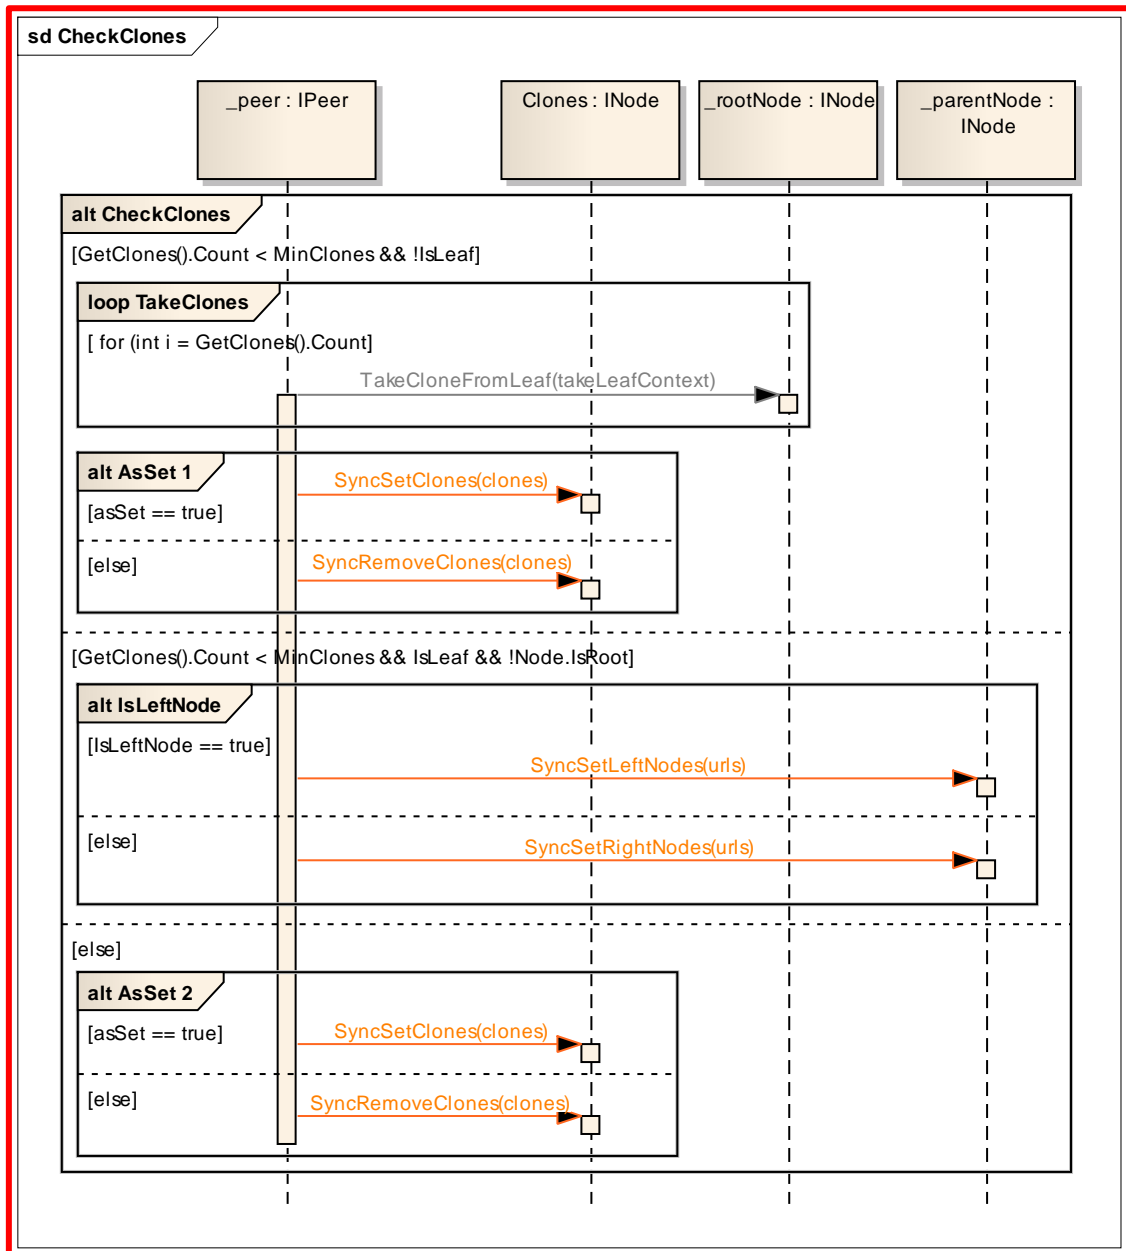 sd CheckClones
_peer : IPeer
Clones : INode
_rootNode : INode
_parentNode :
INode
alt CheckClones
[GetClones().Count < MinClones && !IsLeaf]
loop TakeClones
[ for (int i = GetClones().Count]
TakeCloneFromLeaf(takeLeafContext)
alt AsSet 1
SyncSetClones(clones)
[asSet == true]
SyncRemoveClones(clones)
[else]
[GetClones().Count < MinClones && IsLeaf && !Node.IsRoot]
alt IsLeftNode
[IsLeftNode == true]
SyncSetLeftNodes(urls)
[else]
SyncSetRightNodes(urls)
[else]
alt AsSet 2
[asSet == true]
SyncSetClones(clones)
[else]
SyncRemoveClones(clones)